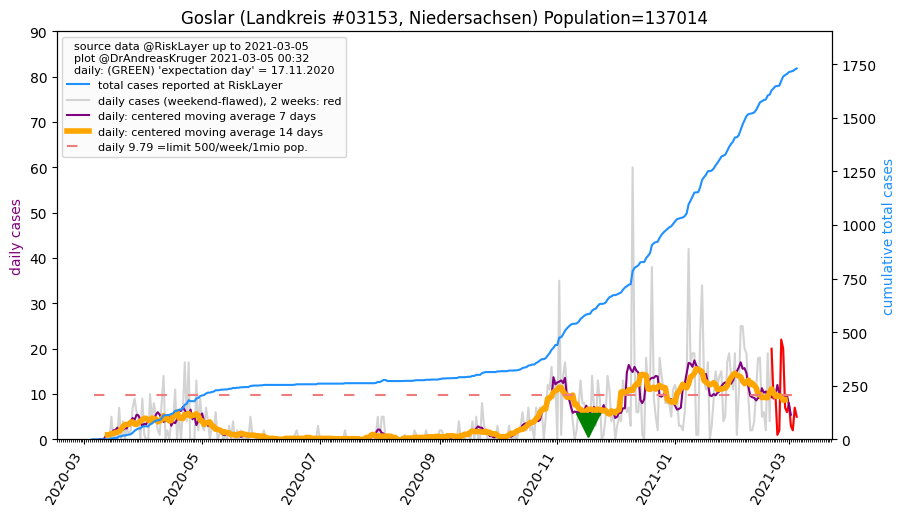 Goslar (Landkreis #03153, Niedersachsen) Population=137014
source data @RiskLayer up to 2021-03-05
plot @DrAndreasKruger 2021-03-05 00:32
daily: (GREEN) 'expectation day' = 17.11.2020
total cases reported at RiskLayer
daily cases (weekend-flawed), 2 weeks: red
daily: centered moving average 7 days
daily: centered moving average 14 days
daily 9.79 =limit 500/week/1mio pop.
daily cases
90
80
70
60
50
40
30
20
10
0
cumulative total cases
1750
1500
1250
1000
750
500
250
0
2020-03
2020-05
2020-07
2020-09
2020-11
2021-01
2021-03